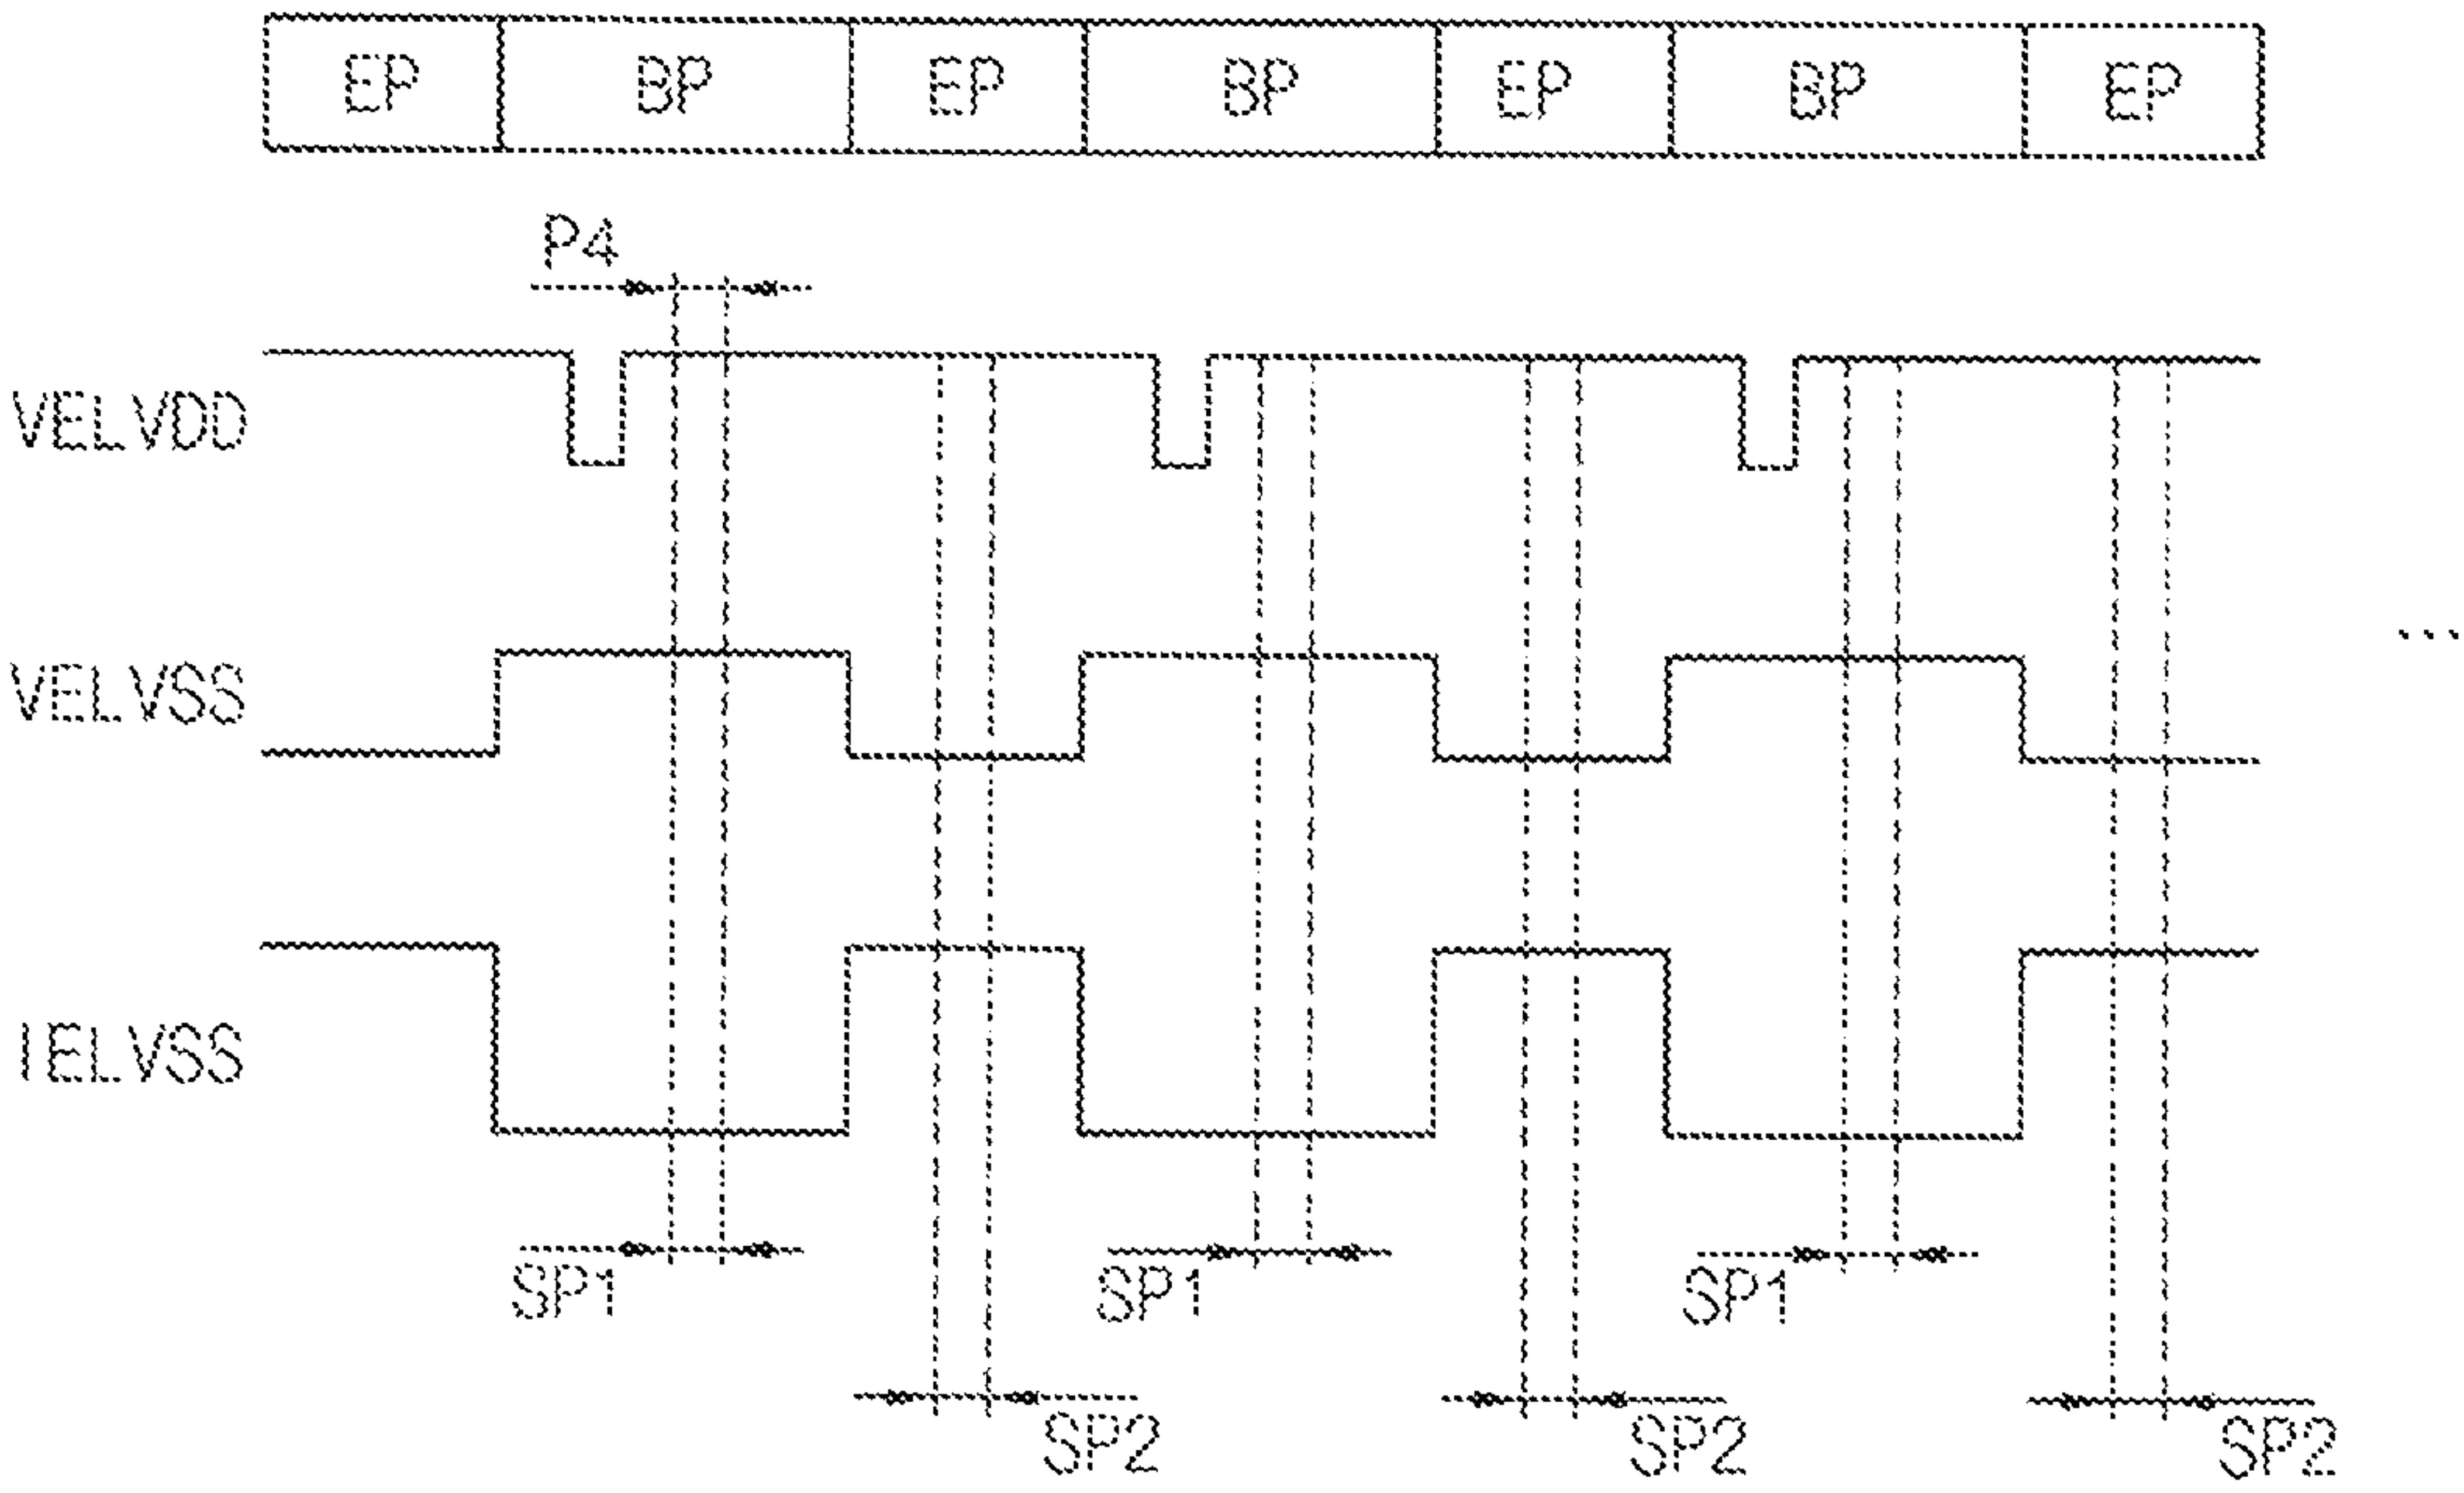 EP BP EP BP EP BP EP
P4
VELVDD
...
VELVSS
IELVSS
SP1 SP1 SP1
SP2 SP2 SP2